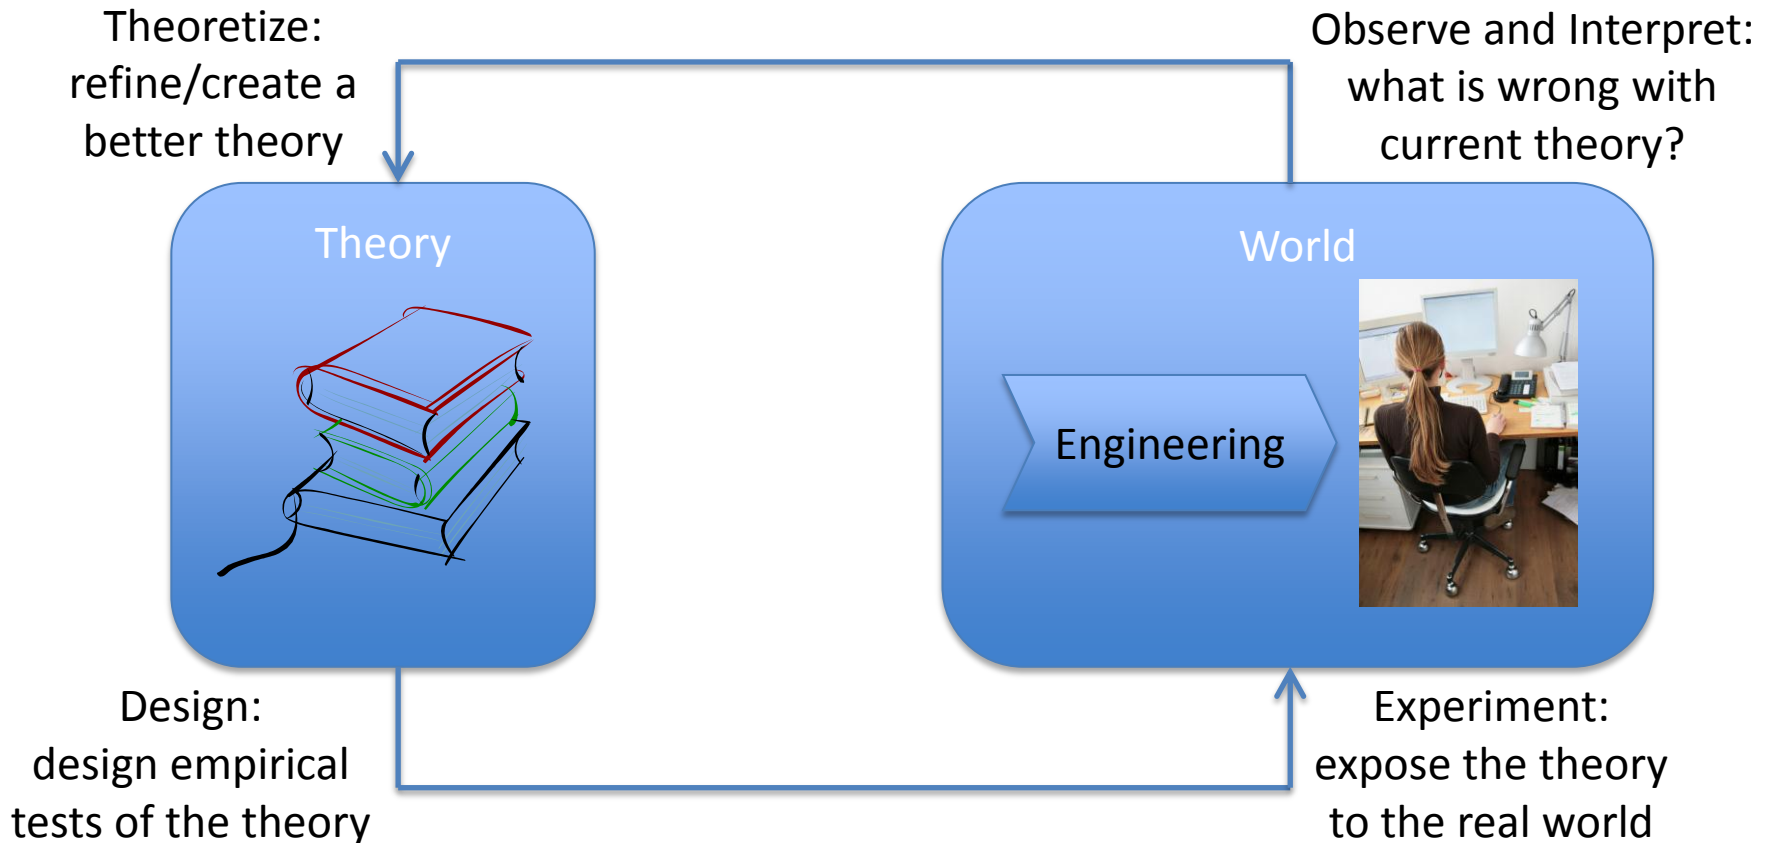 Theoretize:
refine/create a
better theory
Observe and Interpret:
what is wrong with
current theory?
Theory
World
Engineering
Design:
design empirical
tests of the theory
Experiment:
expose the theory
to the real world